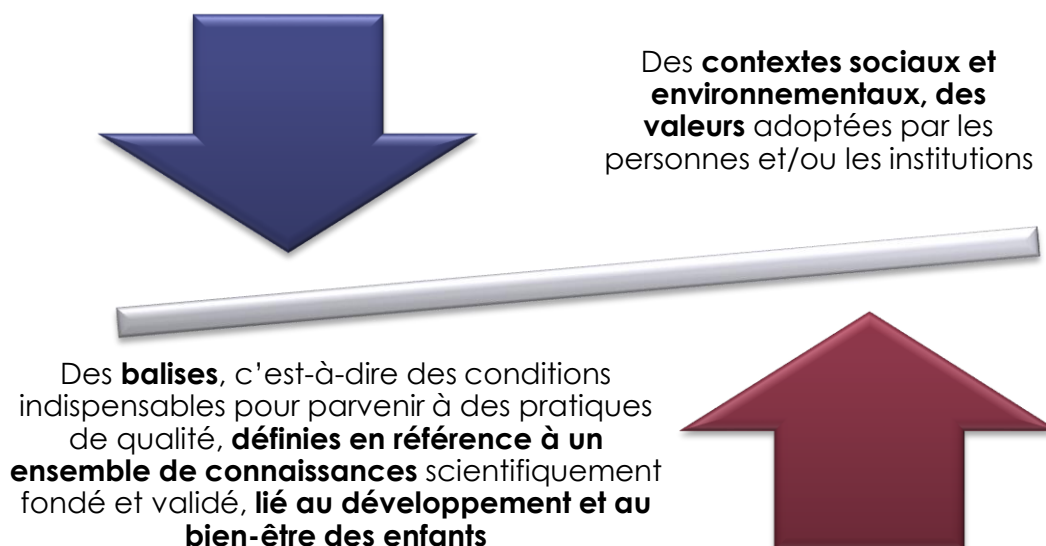 Des contextes sociaux et
environnementaux, des
valeurs adoptées par les
personnes et/ou les institutions
Des balises, c’est-à-dire des conditions
indispensables pour parvenir à des pratiques
de qualité, définies en référence à un
ensemble de connaissances scientifiquement
fondé et validé, lié au développement et au
bien-être des enfants